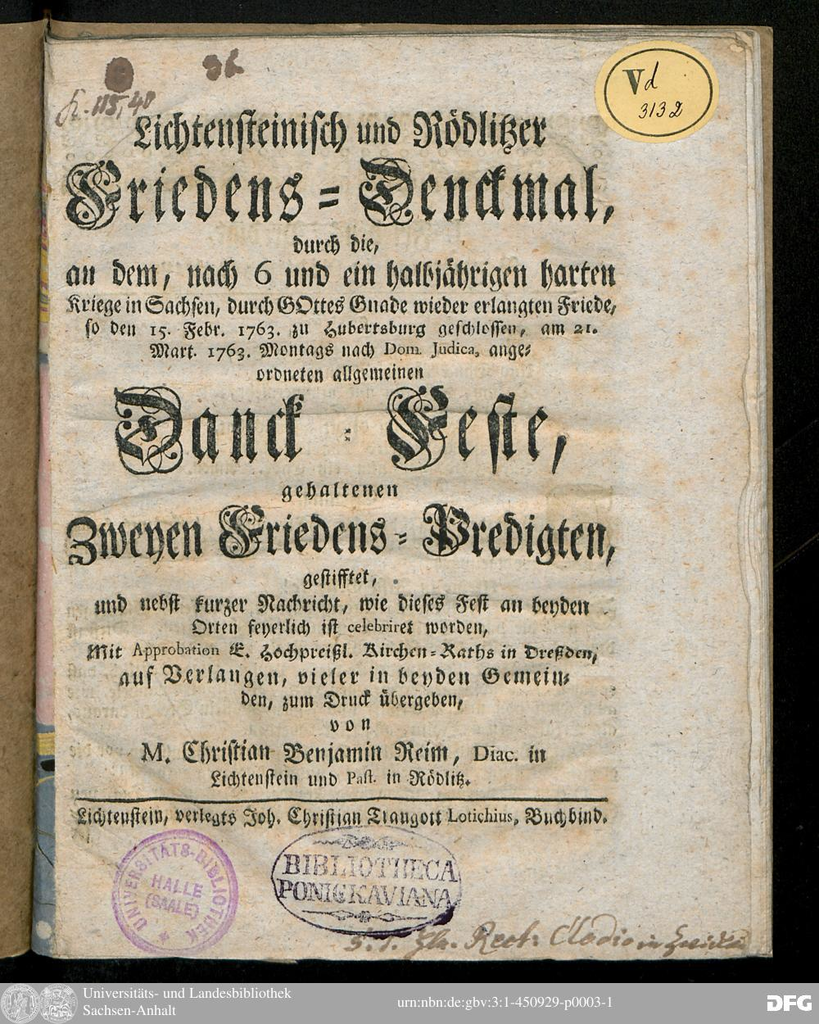 36
K. 115,40
Vd
3132
Lichtensteinisch und Rödlitzer
Friedens-Denckmal,
durch die,
an dem, nach 6 und ein halbjährigen harten
Kriege in Sachsen, durch GOttes Gnade wieder erlangten Friede,
so den 15. Febr. 1763. zu Hubertsburg geschlossen, am 21.
Mart. 1763. Montags nach Dom. Judica, ange-
ordneten allgemeinen
Danck-Feste,
gehaltenen
Zweyen Friedens-Predigten,
gestifftet,
und nebst kurzer Nachricht, wie dieses Fest an beyden
Orten feyerlich ist celebriret worden,
Mit Approbation E. Hochpreißl. Kirchen-Raths in Dreßden,
auf Verlangen, vieler in beyden Gemein-
den, zum Druck übergeben,
von
M. Christian Benjamin Reim, Diac. in
Lichtenstein und Past. in Rödlitz.
Lichtenstein, verlegts Joh. Christian Traugott Lotichius, Buchbind.
UNIVERSITÄTS-BIBLIOTHEK
HALLE
(SAALE)
BIBLIOTHECA
PONICKAVIANA
Rect. Clodio in
Universitäts- und Landesbibliothek
Sachsen-Anhalt
urn:nbn:de:gbv:3:1-450929-p0003-1
DFG